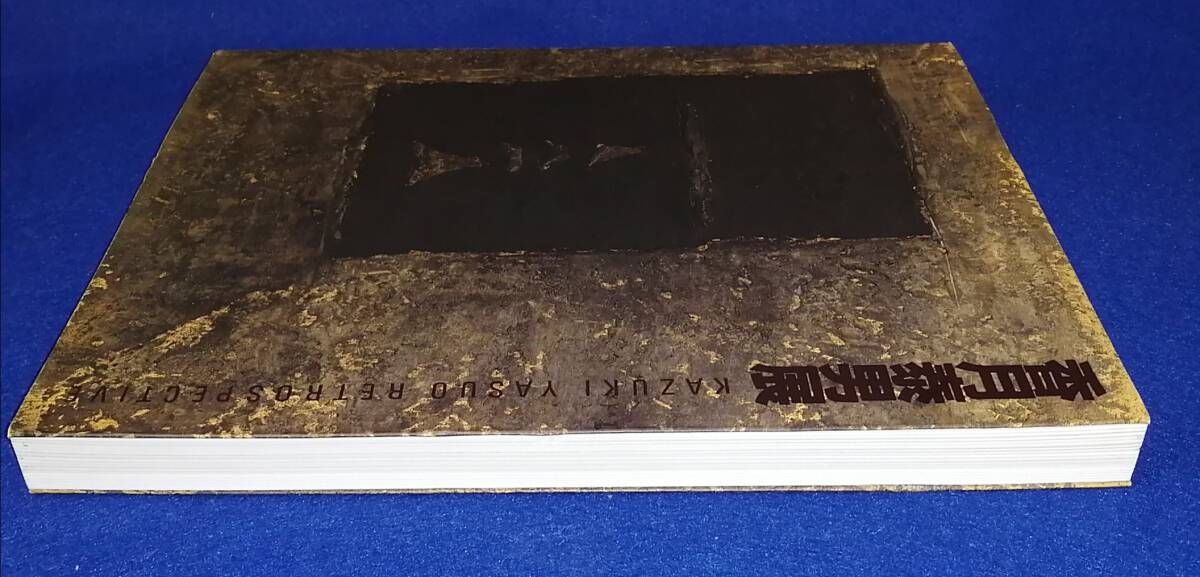 香月泰男展
KAZUKI YASUO RETROSPECTIVE